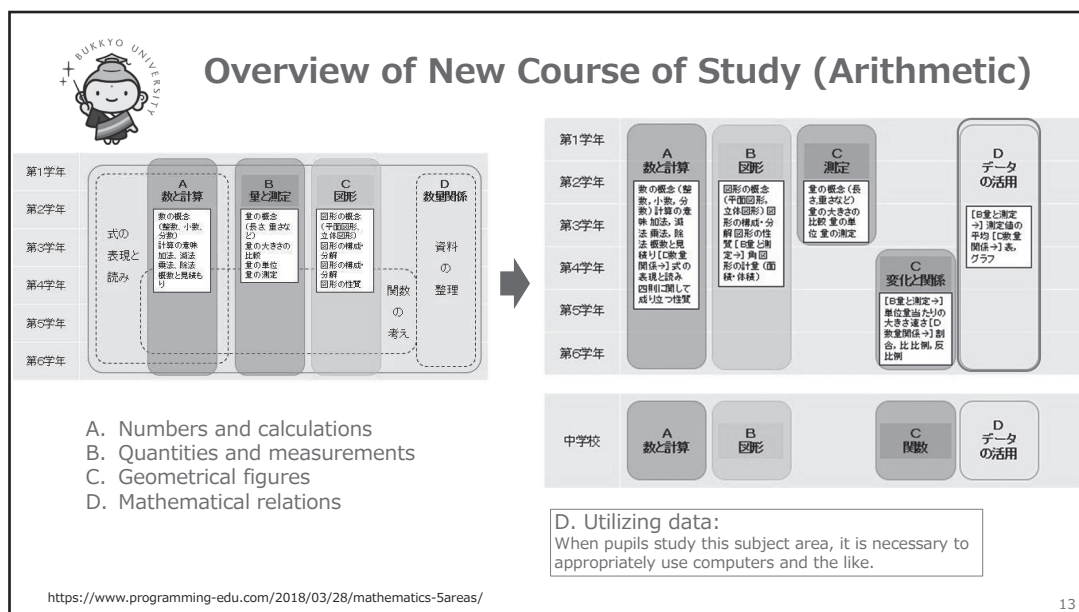 BUKKYO UNIVERSITY
Overview of New Course of Study (Arithmetic)
第1学年
第2学年
第3学年
第4学年
第5学年
第6学年
式の
表現と
読み
A
数と計算
数の概念
(整数、小数、
分数)
計算の意味
加法、減法
乗法、除法
概数と見積も
り
B
量と測定
量の概念
(長さ 重さな
ど)
量の大きさの
比較
量の単位
量の測定
C
図形
図形の概念
(平面図形、
立体図形)
図形の構成・
分解
図形の構成・
分解
図形の性質
関数
の
考え
D
数量関係
資料
の
整理
第1学年
第2学年
第3学年
第4学年
第5学年
第6学年
A
数と計算
数の概念 (整
数, 小数, 分
数) 計算の意
味 加法, 減
法 乗法, 除
法 概数と見
積り [D数量
関係→] 式の
表現と読み
四則に関して
成り立つ性質
B
図形
図形の概念
(平面図形,
立体図形) 図
形の構成・分
解 図形の性
質 [B量と測
定→] 角 図
形の計量 (面
積・体積)
C
測定
量の概念 (長
さ,重さなど)
量の大きさの
比較 量の単
位 量の測定
C
変化と関係
[B量と測定→]
単位量当たりの
大きさ速さ[D
数量関係→] 割
合, 比 比例, 反
比例
D
データ
の活用
[B量と測定
→] 測定値の
平均 [D数量
関係→] 表,
グラフ
中学校
A
数と計算
B
図形
C
関数
D
データ
の活用
A. Numbers and calculations
B. Quantities and measurements
C. Geometrical figures
D. Mathematical relations
D. Utilizing data:
When pupils study this subject area, it is necessary to
appropriately use computers and the like.
https://www.programming-edu.com/2018/03/28/mathematics-5areas/
13